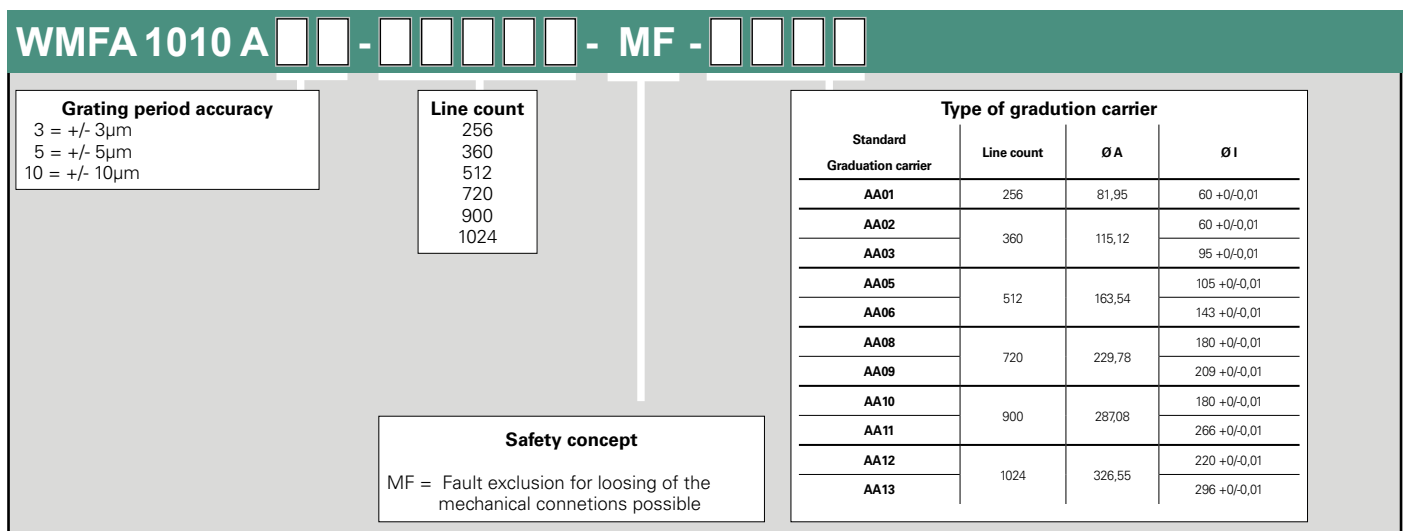 WMFA 1010 A - - MF -
Grating period accuracy
3 = +/- 3µm
5 = +/- 5µm
10 = +/- 10µm
Line count
256
360
512
720
900
1024
Safety concept
MF = Fault exclusion for loosing of the
mechanical connetions possible
Type of gradution carrier
Standard
Graduation carrier Line count Ø A Ø I
AA01 256 81,95 60 +0/-0,01
AA02 360 115,12 60 +0/-0,01
AA03 95 +0/-0,01
AA05 512 163,54 105 +0/-0,01
AA06 143 +0/-0,01
AA08 720 229,78 180 +0/-0,01
AA09 209 +0/-0,01
AA10 900 287,08 180 +0/-0,01
AA11 266 +0/-0,01
AA12 1024 326,55 220 +0/-0,01
AA13 296 +0/-0,01